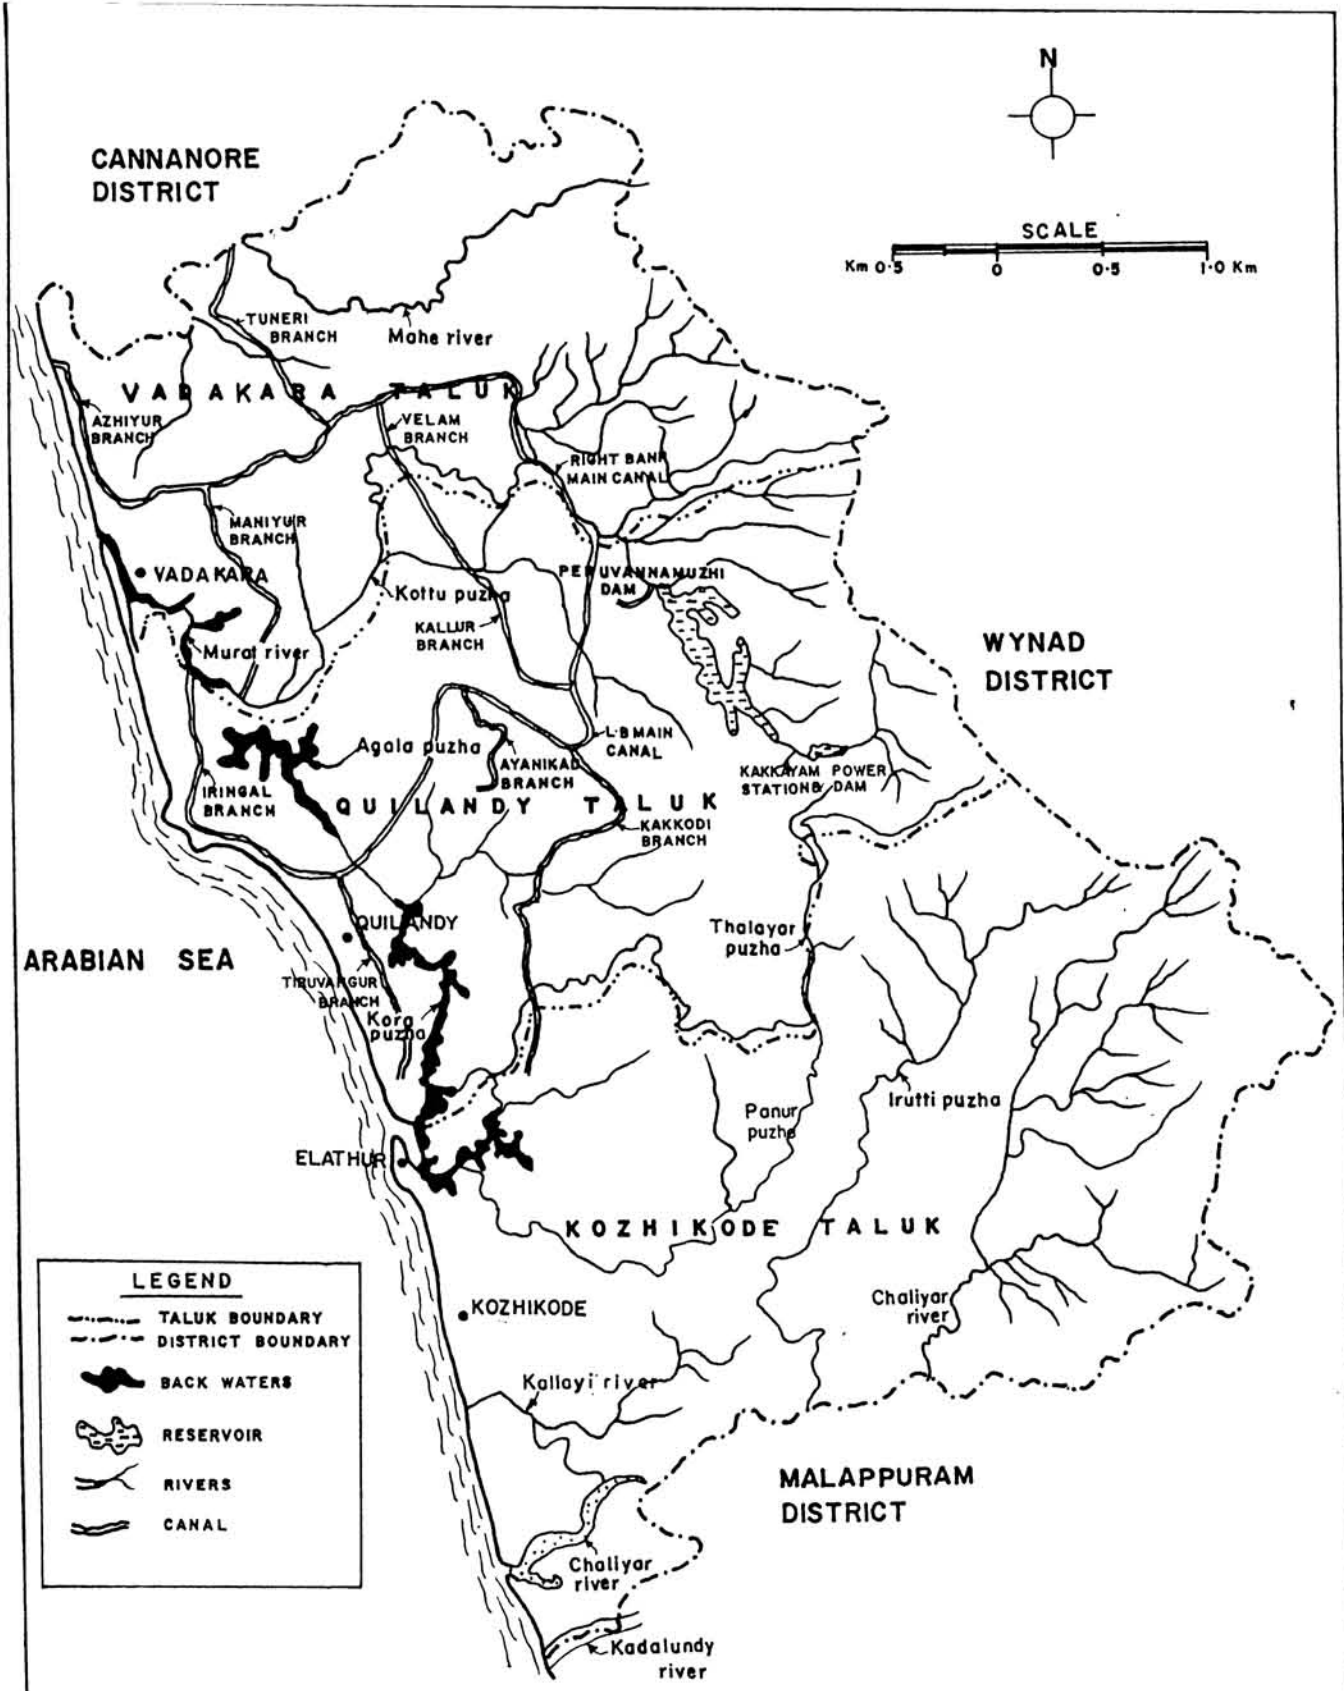 N
CANNANORE
DISTRICT
SCALE
Km 0.5 0 0.5 1.0 Km
TUNERI
BRANCH
Mahe river
VADAKARA TALUK
AZHIYUR
BRANCH
VELAM
BRANCH
RIGHT BANK
MAIN CANAL
MANIYUR
BRANCH
VADAKARA
PERUVANNAMUZHI
DAM
Kottu puzha
KALLUR
BRANCH
Murat river
WYNAD
DISTRICT
Agala puzha
L·B MAIN
CANAL
AYANIKAD
BRANCH
KAKKAYAM POWER
STATION & DAM
IRINGAL
BRANCH
QUILANDY TALUK
KAKKODI
BRANCH
QUILANDY
Thalayar
puzha
ARABIAN SEA
TIRUVANGUR
BRANCH
Kora
puzha
Irutti puzha
Panur
puzha
ELATHUR
KOZHIKODE TALUK
LEGEND
TALUK BOUNDARY
DISTRICT BOUNDARY
BACK WATERS
RESERVOIR
RIVERS
CANAL
Chaliyar
river
KOZHIKODE
Kallayi river
MALAPPURAM
DISTRICT
Chaliyar
river
Kadalundy
river